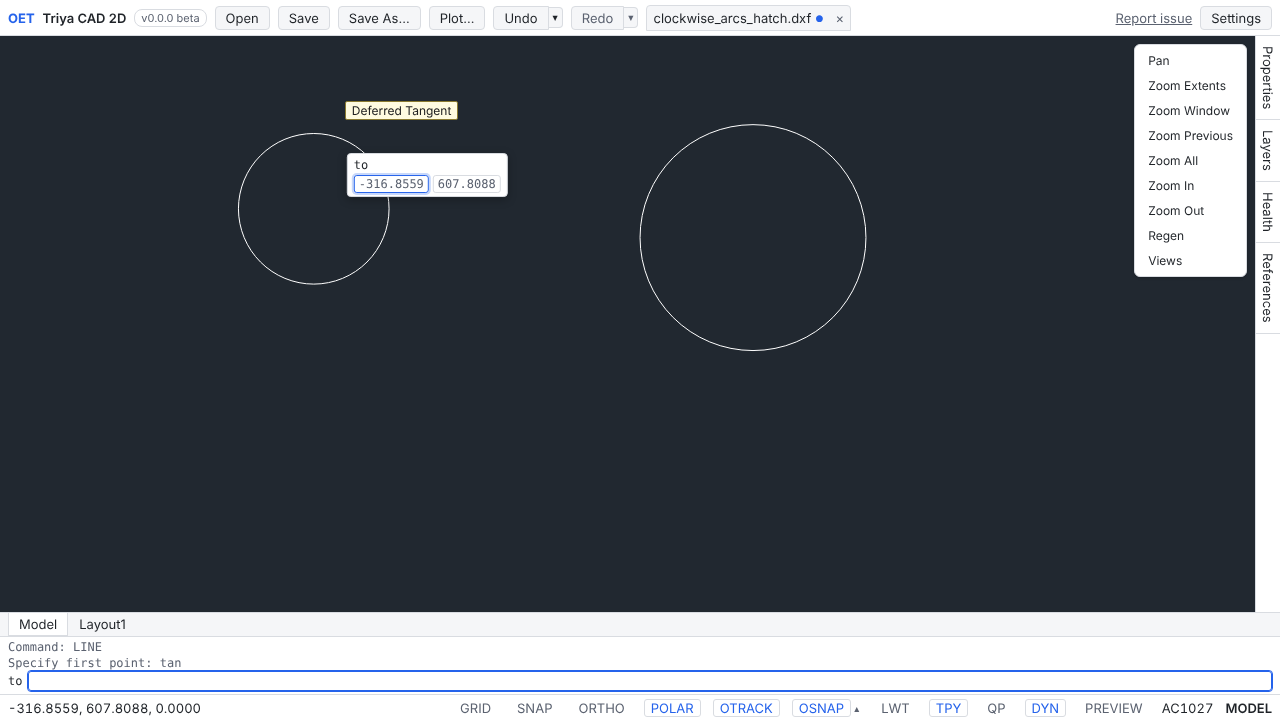 OET Triya CAD 2D v0.0.0 beta Open Save Save As... Plot... Undo ▾ Redo ▾ clockwise_arcs_hatch.dxf ● × Report issue Settings
Deferred Tangent
to
-316.8559 607.8088
Pan
Zoom Extents
Zoom Window
Zoom Previous
Zoom All
Zoom In
Zoom Out
Regen
Views
Properties
Layers
Health
References
Model Layout1
Command: LINE
Specify first point: tan
to
-316.8559, 607.8088, 0.0000 GRID SNAP ORTHO POLAR OTRACK OSNAP ▴ LWT TPY QP DYN PREVIEW AC1027 MODEL